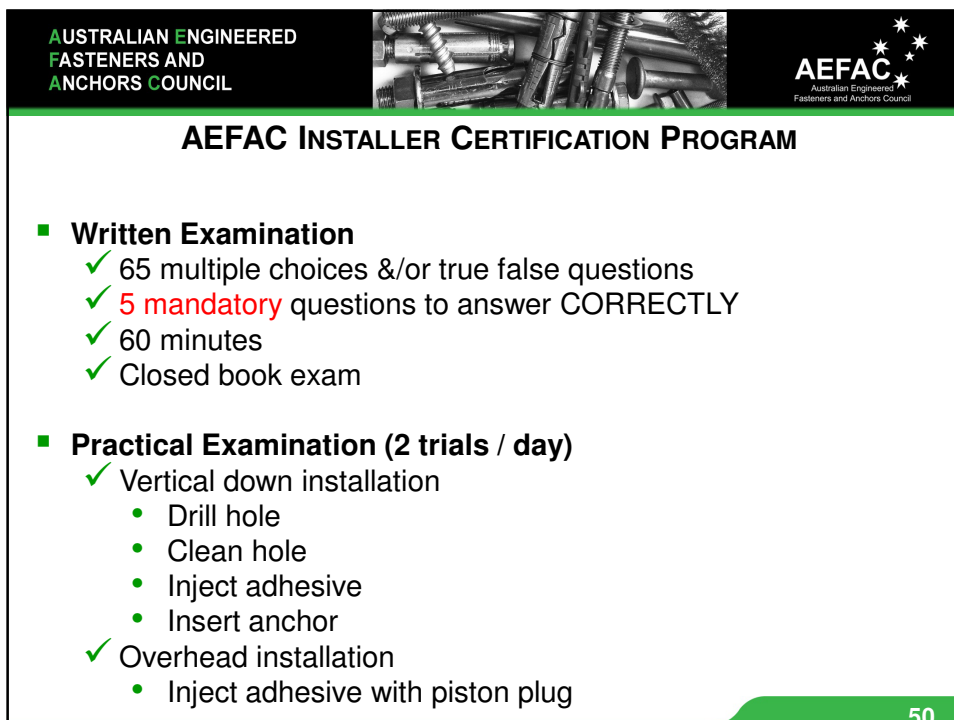 AUSTRALIAN ENGINEERED
FASTENERS AND
ANCHORS COUNCIL
AEFAC
Australian Engineered
Fasteners and Anchors Council
AEFAC INSTALLER CERTIFICATION PROGRAM
Written Examination
65 multiple choices &/or true false questions
5 mandatory questions to answer CORRECTLY
60 minutes
Closed book exam
Practical Examination (2 trials / day)
Vertical down installation
Drill hole
Clean hole
Inject adhesive
Insert anchor
Overhead installation
Inject adhesive with piston plug
50